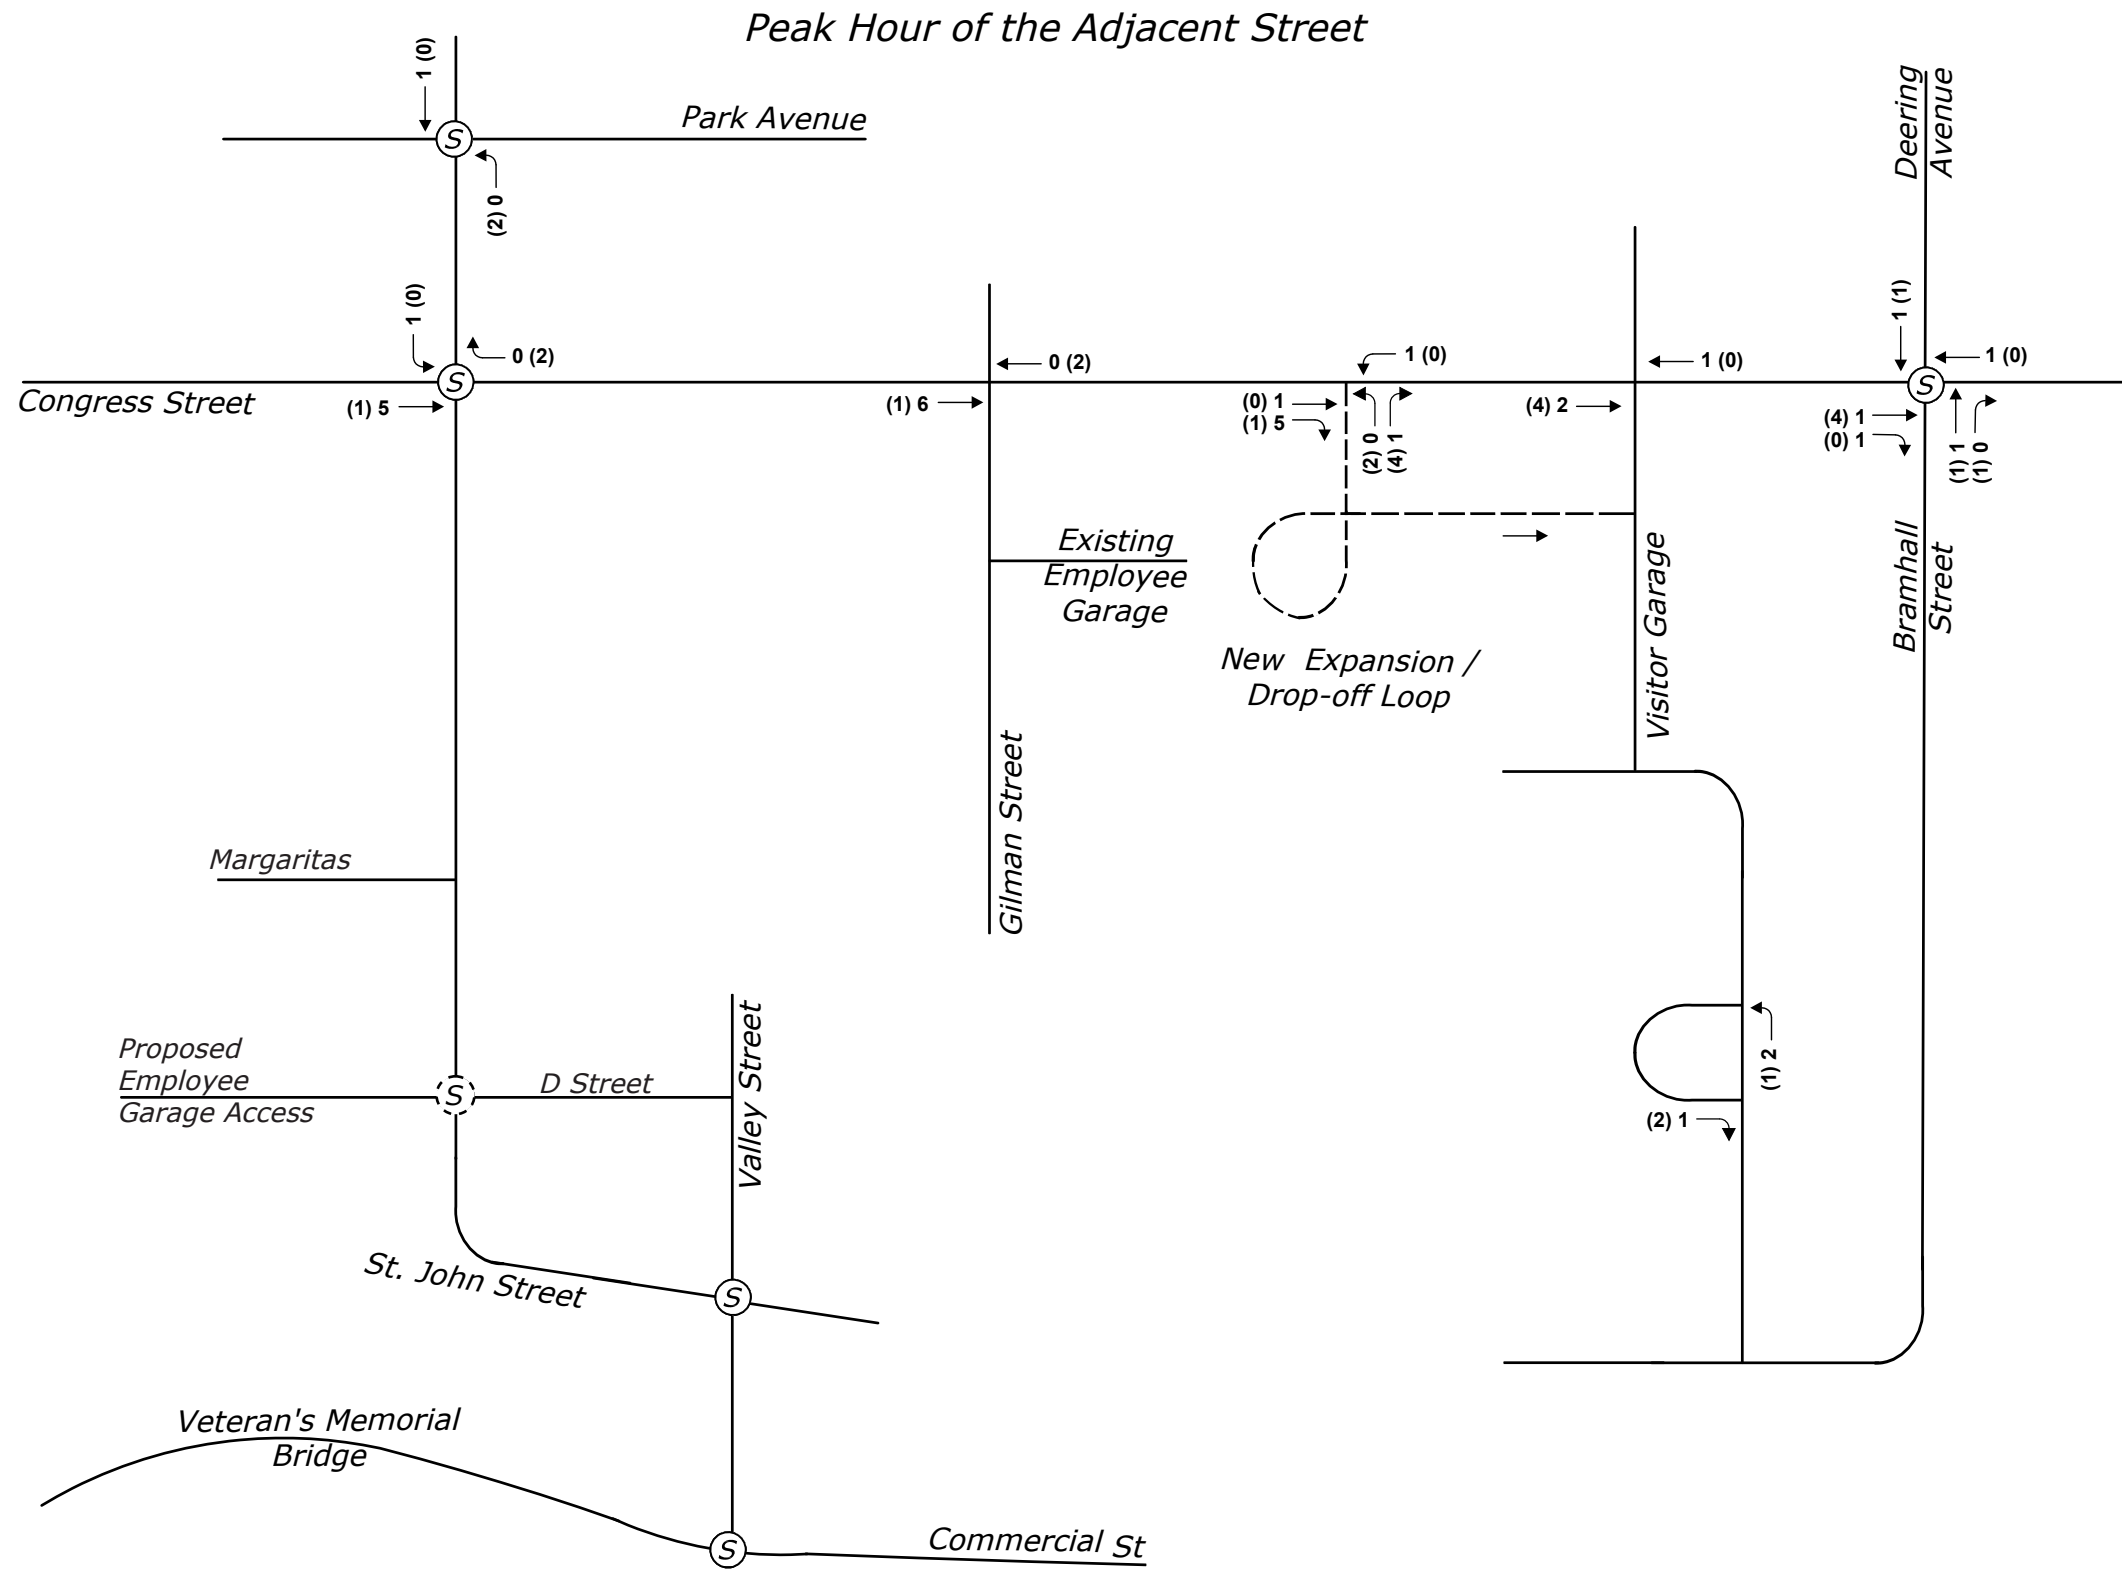 Peak Hour of the Adjacent Street
1 (0)
Park Avenue
S
(2) 0
Deering
Avenue
1 (0)
0 (2)
S
Congress Street
(1) 5
0 (2)
(1) 6
1 (0)
(0) 1
(1) 5
(2) 0
(4) 1
1 (0)
(4) 2
1 (1)
1 (0)
S
(4) 1
(0) 1
(1) 1
(1) 0
Existing
Employee
Garage
New Expansion /
Drop-off Loop
Visitor Garage
Bramhall
Street
Gilman Street
Margaritas
Proposed
Employee
Garage Access
S
D Street
Valley Street
(1) 2
(2) 1
St. John Street
S
Veteran's Memorial
Bridge
S
Commercial St